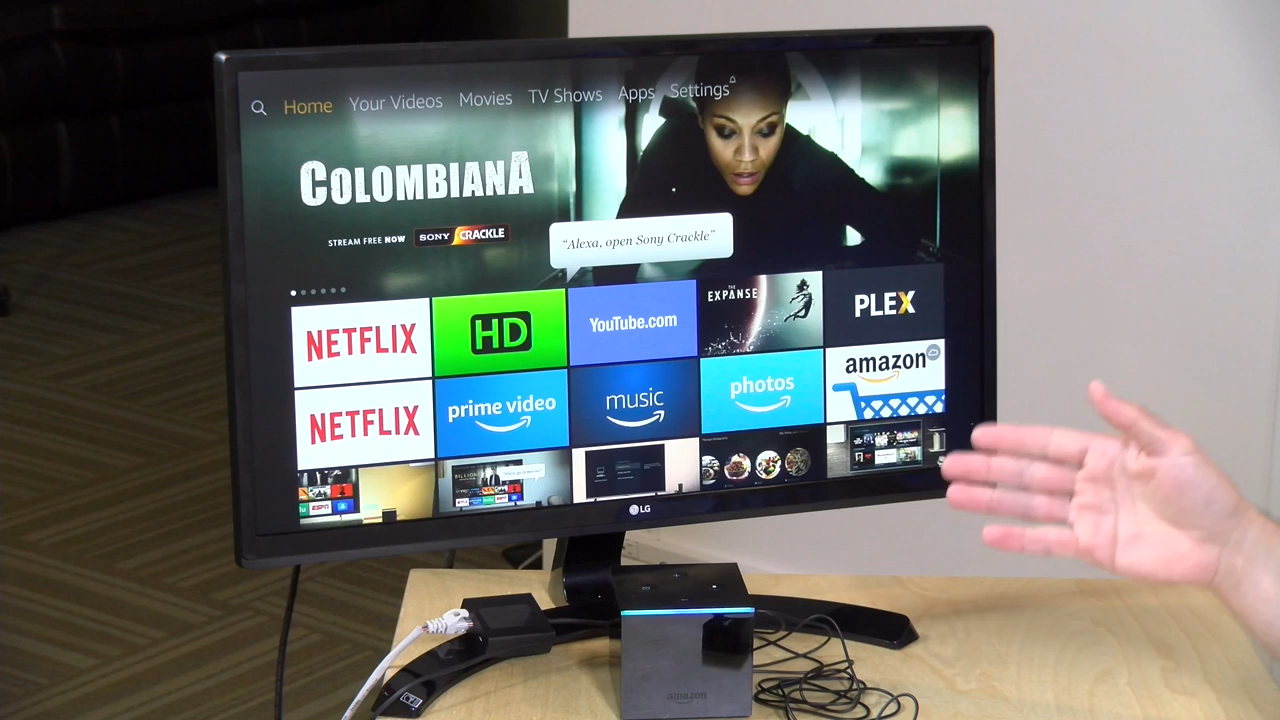 Home Your Videos Movies TV Shows Apps Settings
COLOMBIANA
STREAM FREE NOW SONY CRACKLE
"Alexa, open Sony Crackle"
NETFLIX HD YouTube.com THE EXPANSE PLEX
NETFLIX prime video music photos amazon
LG
amazon